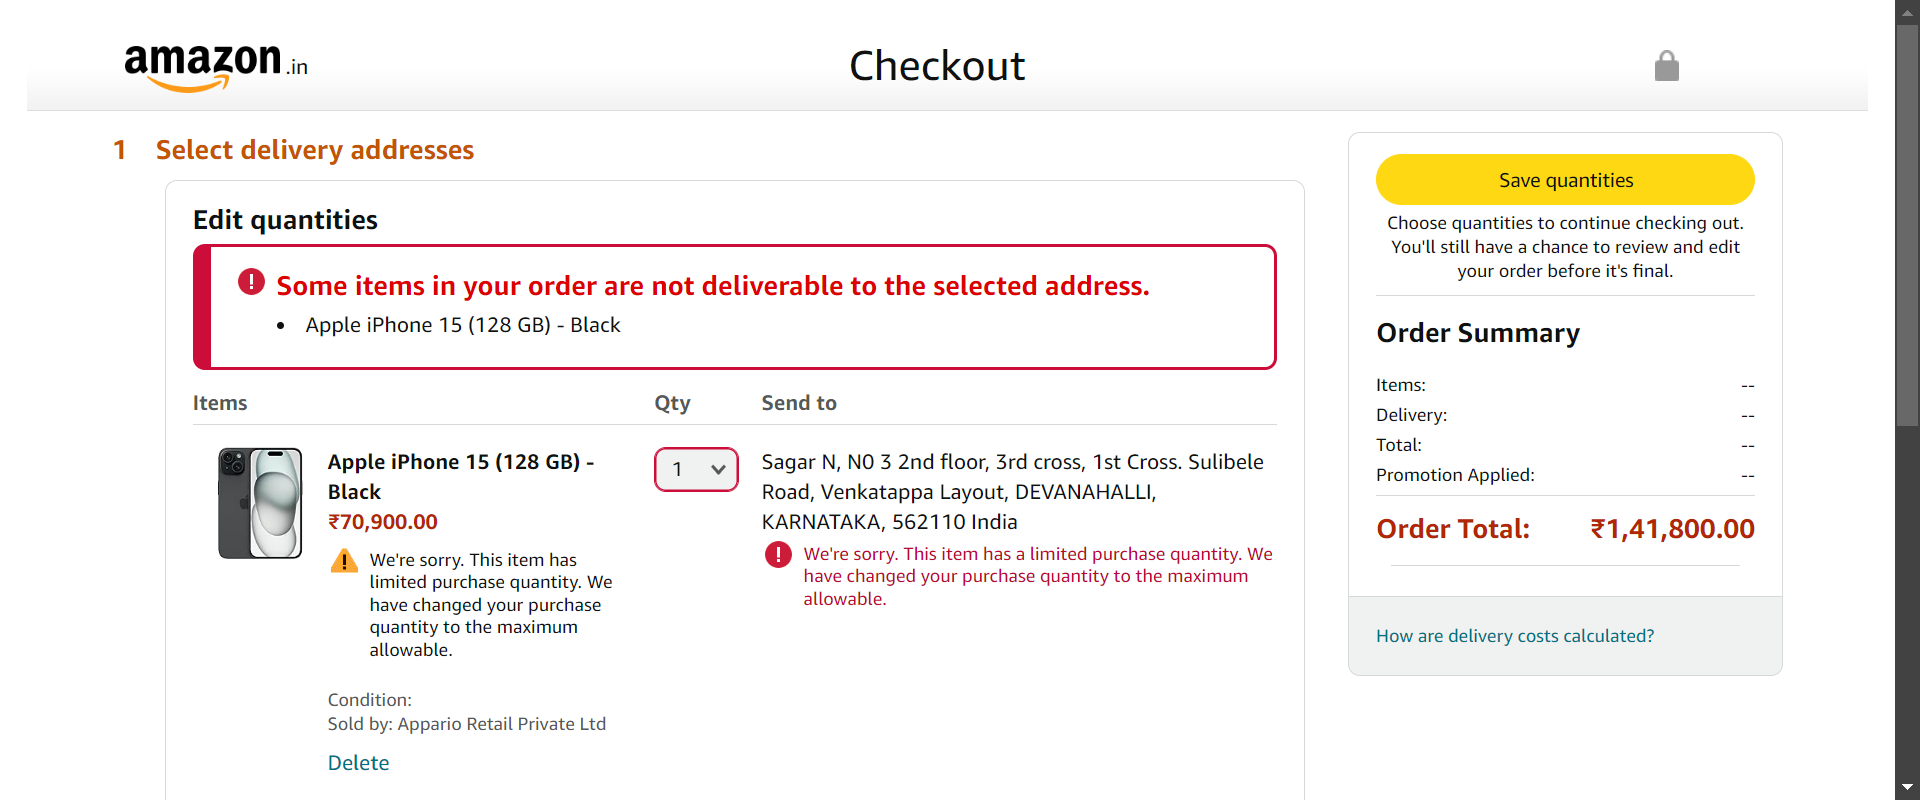 amazon.in
Checkout
1 Select delivery addresses
Edit quantities
Some items in your order are not deliverable to the selected address.
• Apple iPhone 15 (128 GB) - Black
Items Qty Send to
Apple iPhone 15 (128 GB) -
Black
₹70,900.00
We're sorry. This item has
limited purchase quantity. We
have changed your purchase
quantity to the maximum
allowable.
Condition:
Sold by: Appario Retail Private Ltd
Delete
1
Sagar N, N0 3 2nd floor, 3rd cross, 1st Cross. Sulibele
Road, Venkatappa Layout, DEVANAHALLI,
KARNATAKA, 562110 India
We're sorry. This item has a limited purchase quantity. We
have changed your purchase quantity to the maximum
allowable.
Save quantities
Choose quantities to continue checking out.
You'll still have a chance to review and edit
your order before it's final.
Order Summary
Items: --
Delivery: --
Total: --
Promotion Applied: --
Order Total: ₹1,41,800.00
How are delivery costs calculated?